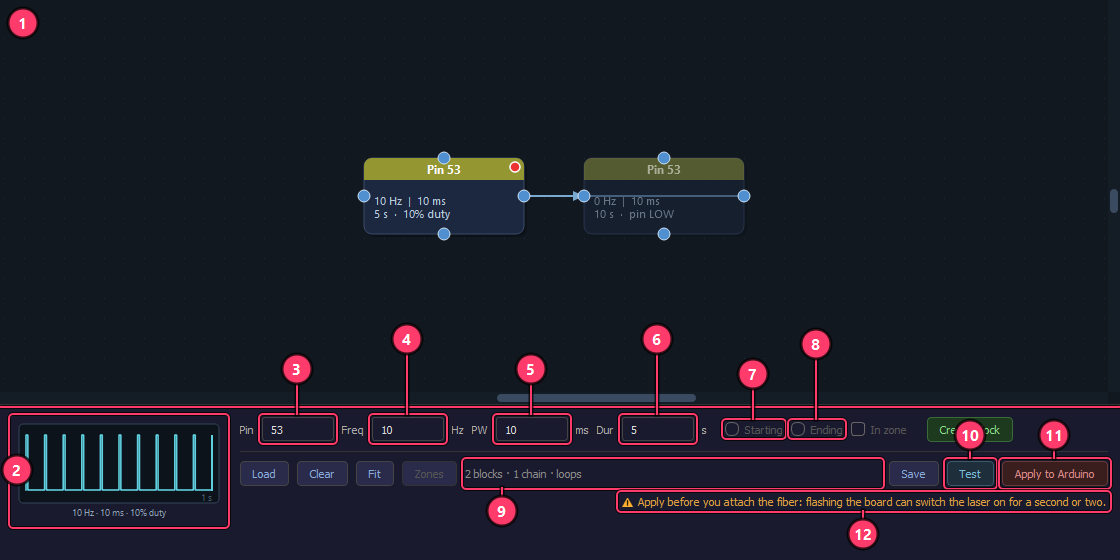 1
Pin 53
10 Hz | 10 ms
5 s · 10% duty
Pin 53
0 Hz | 10 ms
10 s · pin LOW
3
4
5
6
7
8
2
1 s
10 Hz · 10 ms · 10% duty
Pin 53 Freq 10 Hz PW 10 ms Dur 5 s Starting Ending In zone
10
11
Load Clear Fit Zones 2 blocks · 1 chain · loops Save Test Apply to Arduino
9
⚠ Apply before you attach the fiber: flashing the board can switch the laser on for a second or two.
12